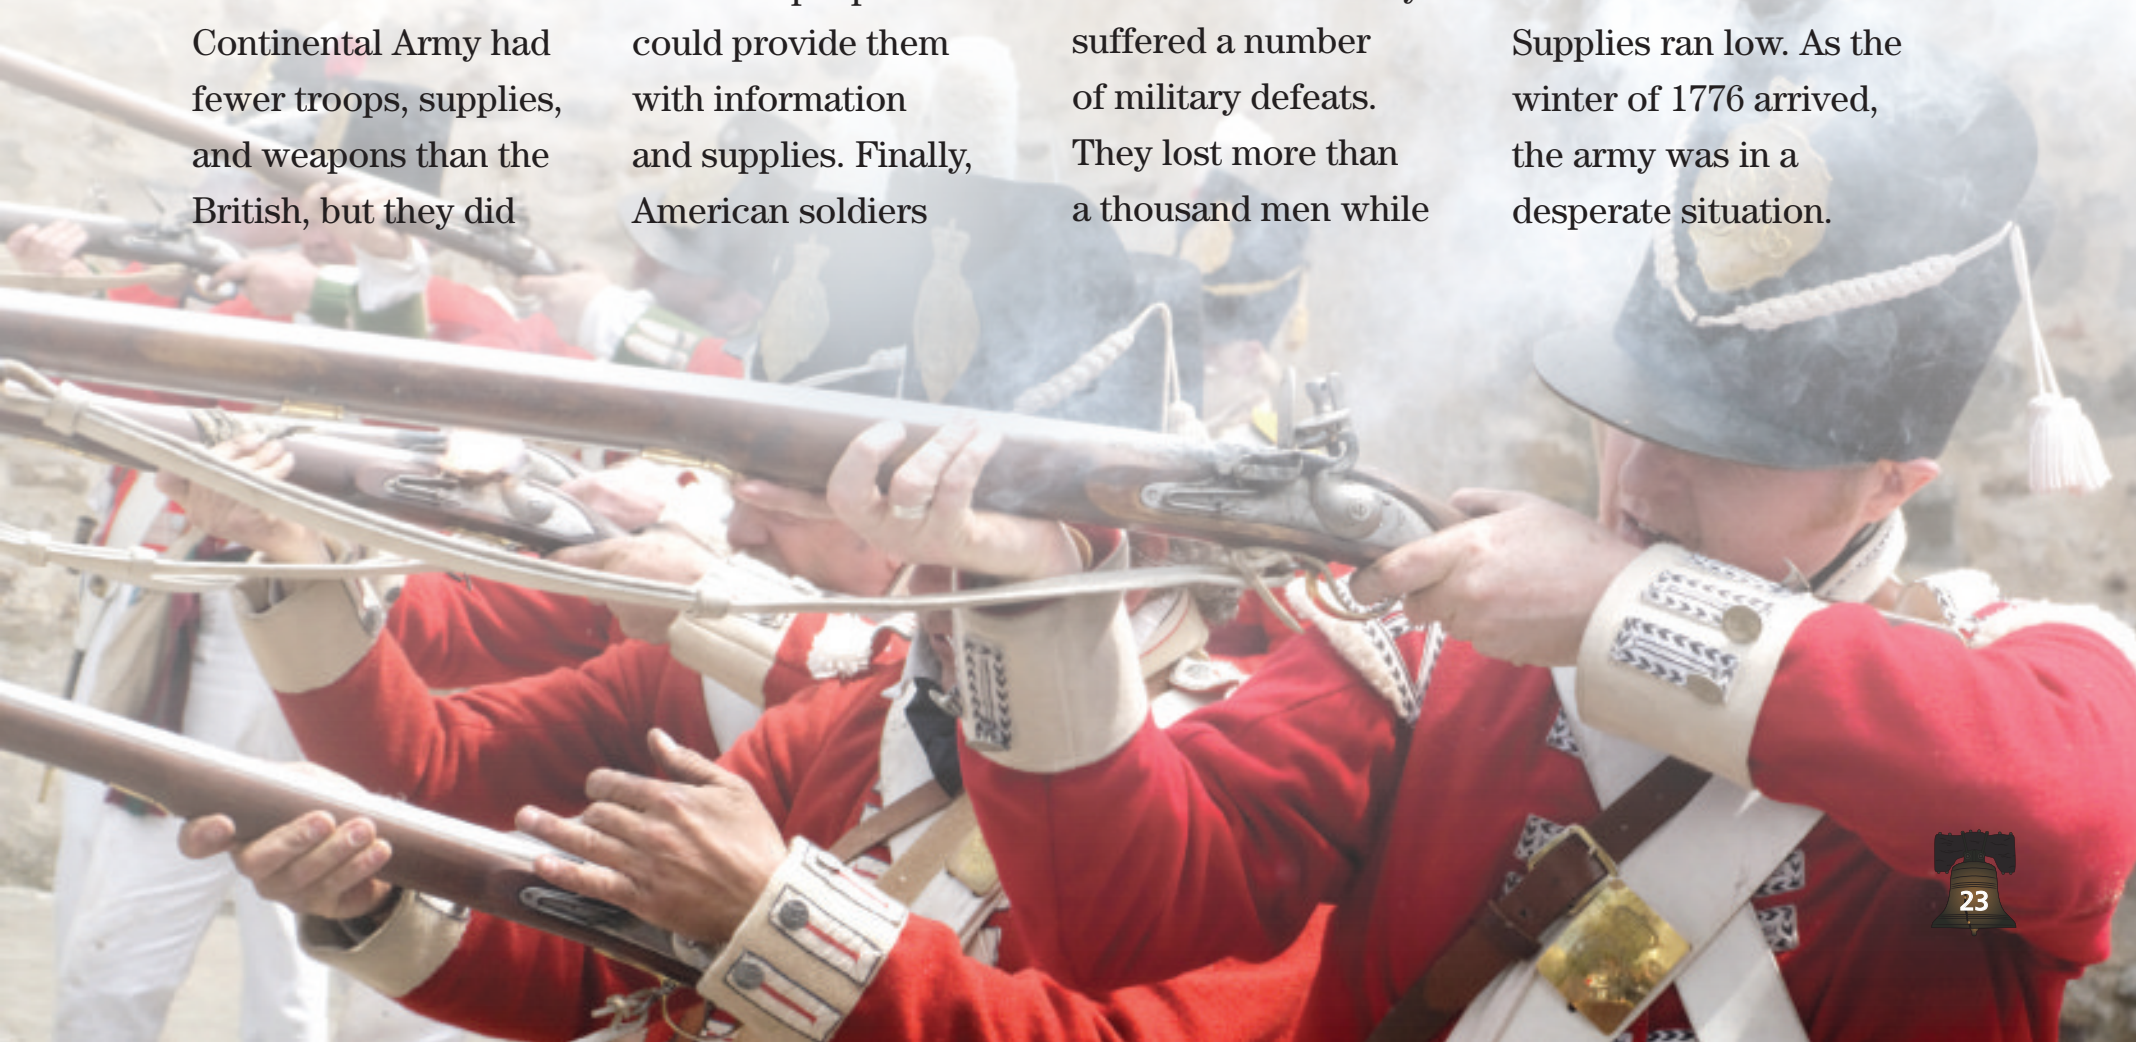 Continental Army had
fewer troops, supplies,
and weapons than the
British, but they did
could provide them
with information
and supplies. Finally,
American soldiers
suffered a number
of military defeats.
They lost more than
a thousand men while
Supplies ran low. As the
winter of 1776 arrived,
the army was in a
desperate situation.
23